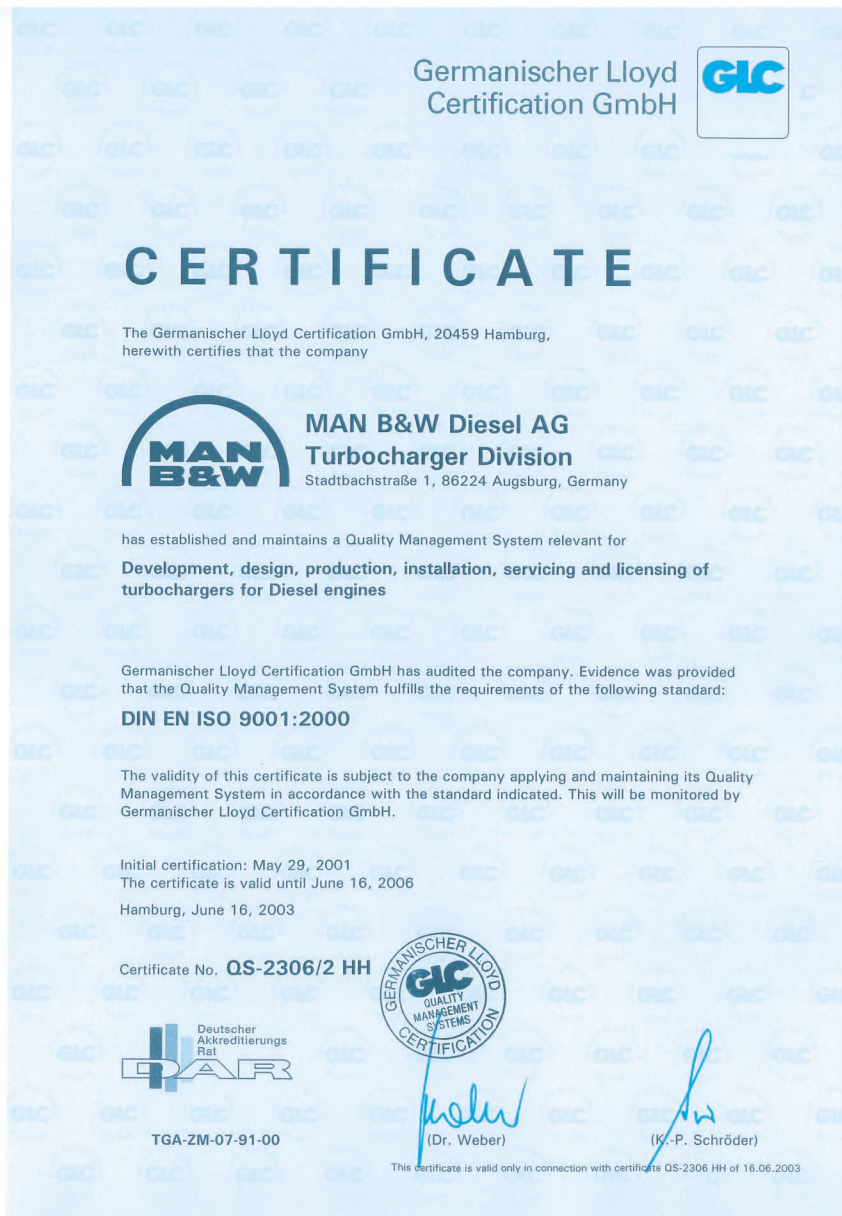 Germanischer Lloyd
Certification GmbH
GLC
CERTIFICATE
The Germanischer Lloyd Certification GmbH, 20459 Hamburg,
herewith certifies that the company
MAN
B&W
MAN B&W Diesel AG
Turbocharger Division
Stadtbachstraße 1, 86224 Augsburg, Germany
has established and maintains a Quality Management System relevant for
Development, design, production, installation, servicing and licensing of
turbochargers for Diesel engines
Germanischer Lloyd Certification GmbH has audited the company. Evidence was provided
that the Quality Management System fulfills the requirements of the following standard:
DIN EN ISO 9001:2000
The validity of this certificate is subject to the company applying and maintaining its Quality
Management System in accordance with the standard indicated. This will be monitored by
Germanischer Lloyd Certification GmbH.
Initial certification: May 29, 2001
The certificate is valid until June 16, 2006
Hamburg, June 16, 2003
Certificate No. QS-2306/2 HH
GERMANISCHER LLOYD
GLC
QUALITY
MANAGEMENT
SYSTEMS
CERTIFICATION
Deutscher
Akkreditierungs
Rat
DAR
TGA-ZM-07-91-00
(Dr. Weber)
(K.-P. Schröder)
This certificate is valid only in connection with certificate QS-2306 HH of 16.06.2003